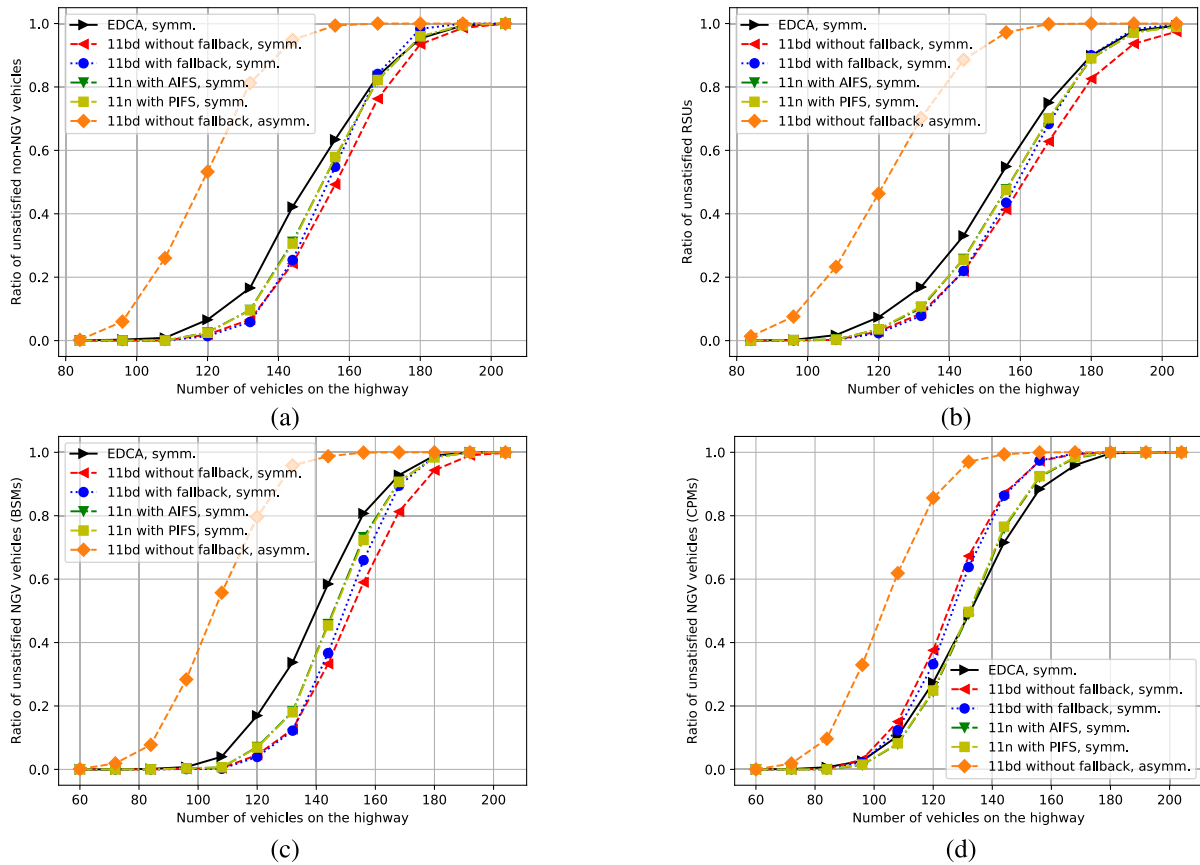 Ratio of unsatisfied non-NGV vehicles
1.0
0.8
0.6
0.4
0.2
0.0
EDCA, symm.
11bd without fallback, symm.
11bd with fallback, symm.
11n with AIFS, symm.
11n with PIFS, symm.
11bd without fallback, asymm.
80 100 120 140 160 180 200
Number of vehicles on the highway
(a)
Ratio of unsatisfied RSUs
1.0
0.8
0.6
0.4
0.2
0.0
EDCA, symm.
11bd without fallback, symm.
11bd with fallback, symm.
11n with AIFS, symm.
11n with PIFS, symm.
11bd without fallback, asymm.
80 100 120 140 160 180 200
Number of vehicles on the highway
(b)
Ratio of unsatisfied NGV vehicles (BSMs)
1.0
0.8
0.6
0.4
0.2
0.0
EDCA, symm.
11bd without fallback, symm.
11bd with fallback, symm.
11n with AIFS, symm.
11n with PIFS, symm.
11bd without fallback, asymm.
60 80 100 120 140 160 180 200
Number of vehicles on the highway
(c)
Ratio of unsatisfied NGV vehicles (CPMs)
1.0
0.8
0.6
0.4
0.2
0.0
EDCA, symm.
11bd without fallback, symm.
11bd with fallback, symm.
11n with AIFS, symm.
11n with PIFS, symm.
11bd without fallback, asymm.
60 80 100 120 140 160 180 200
Number of vehicles on the highway
(d)